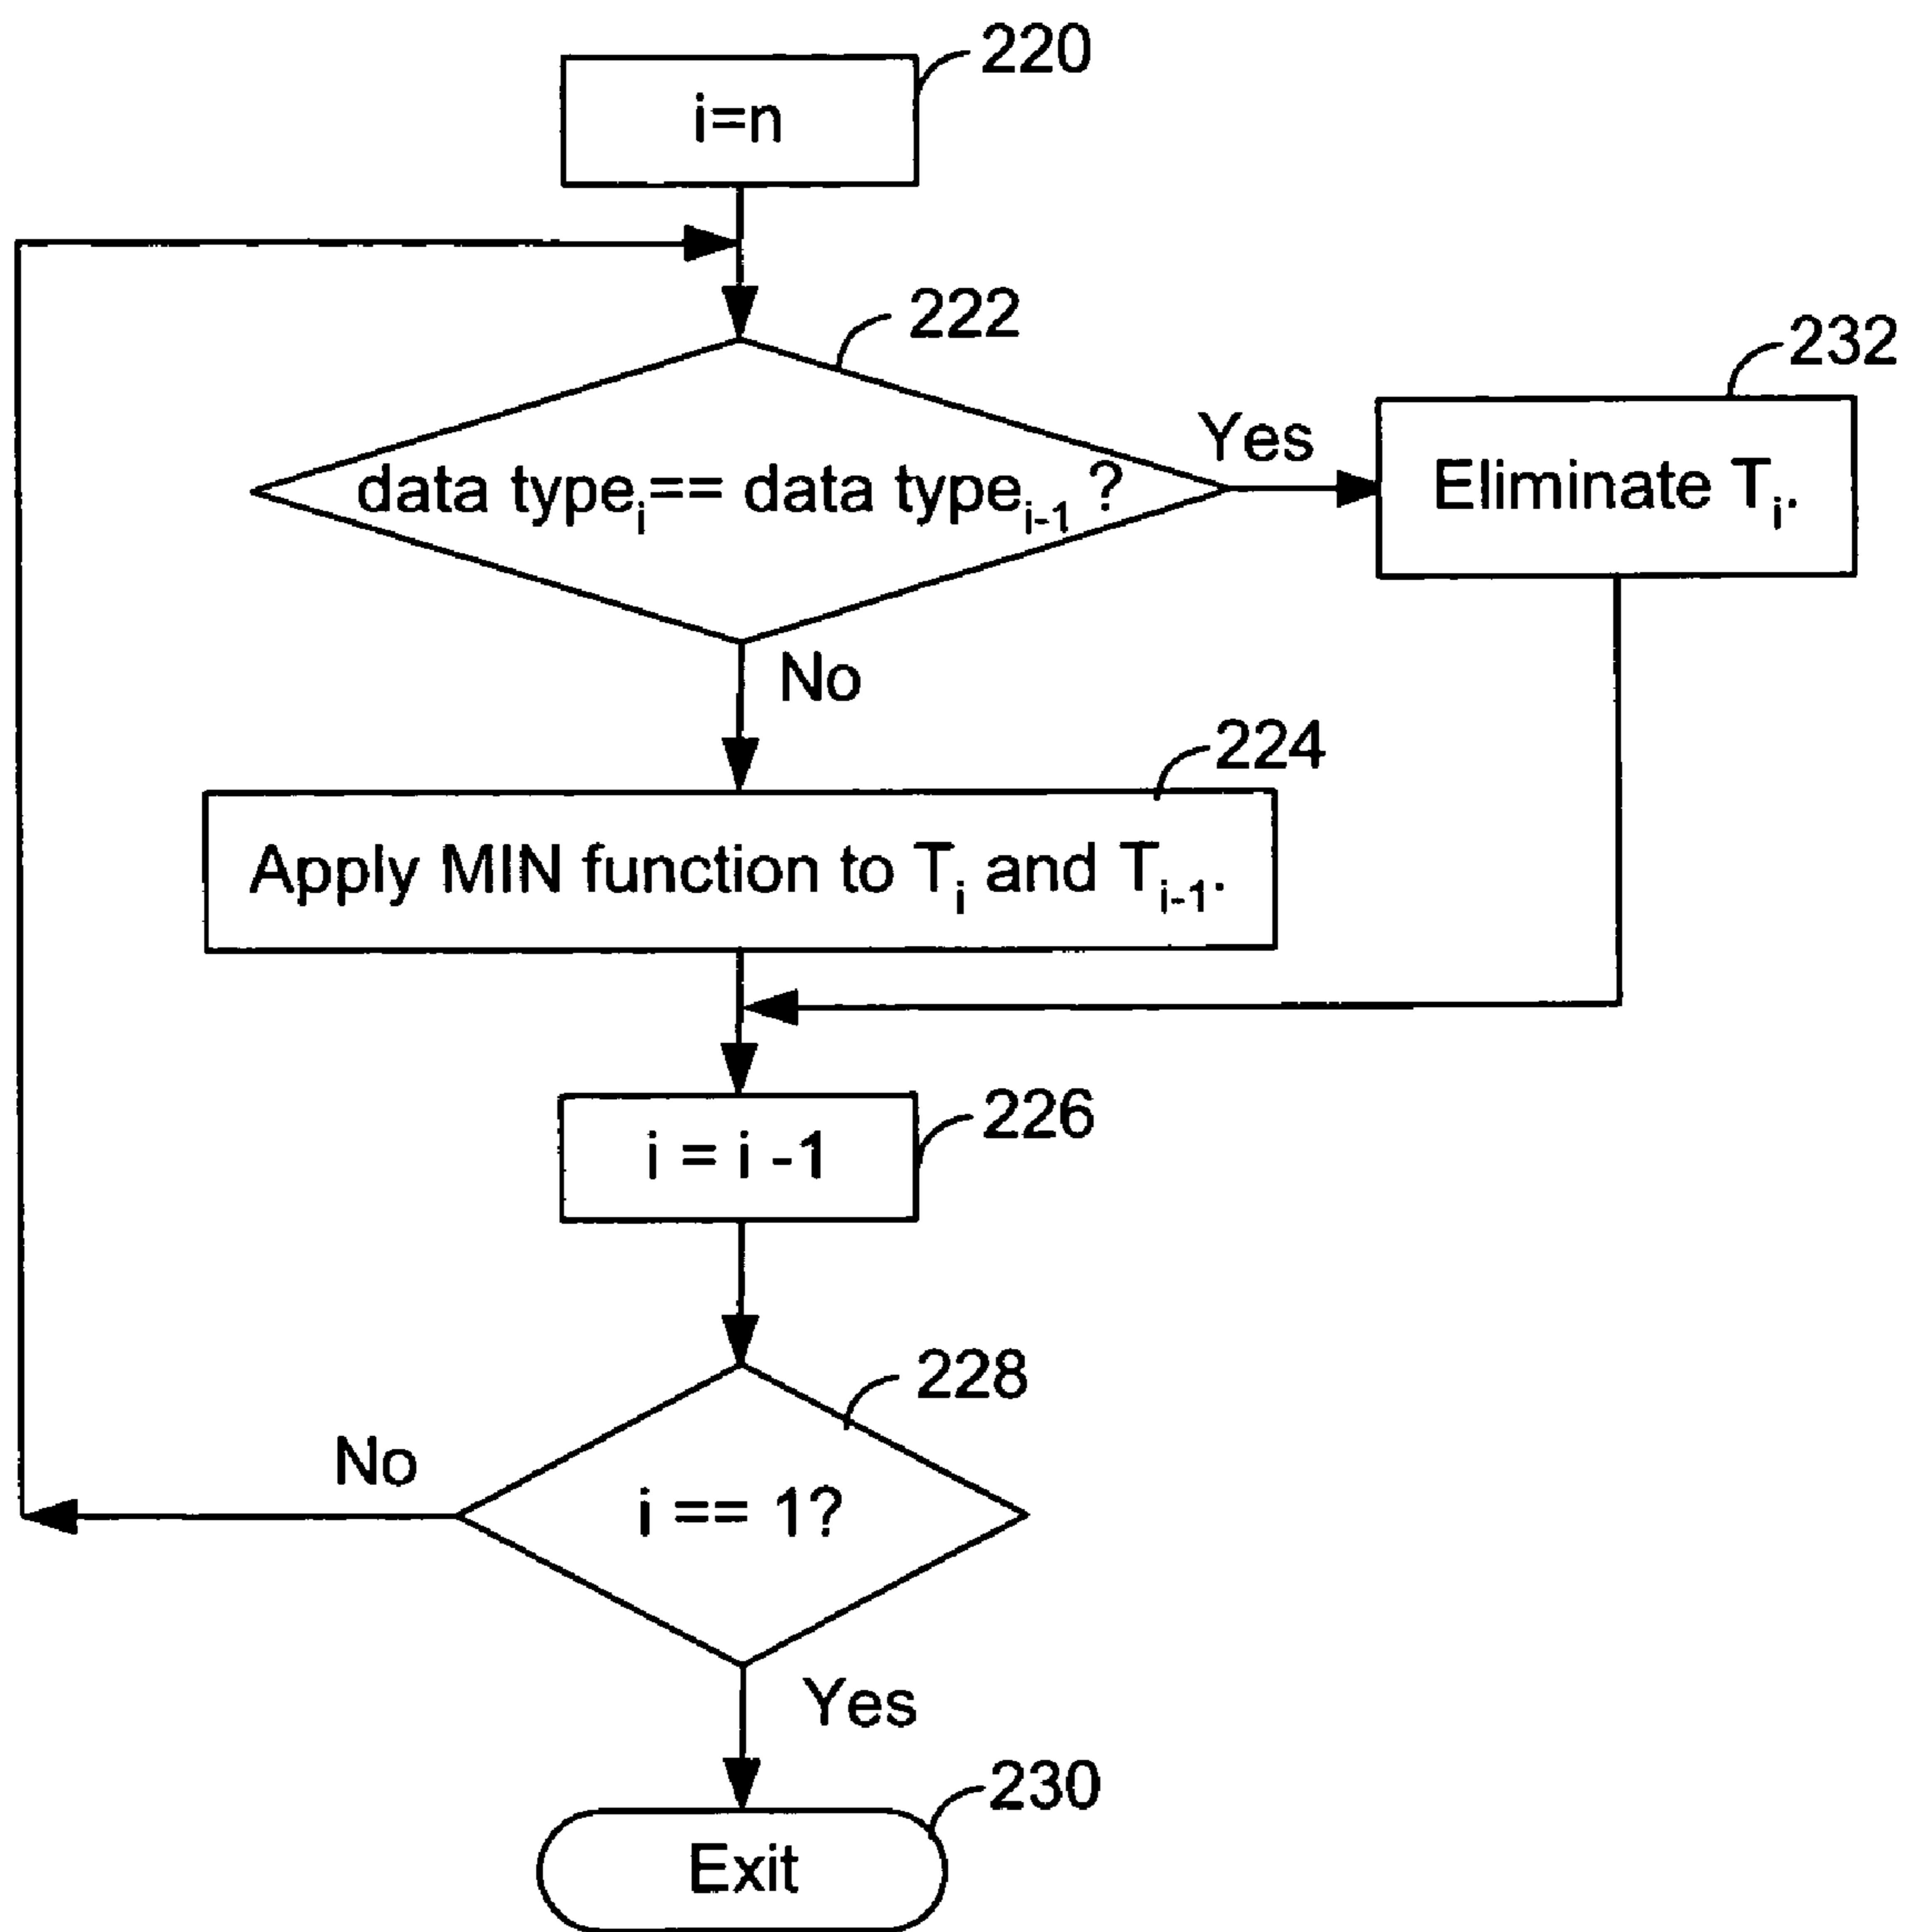 220
i=n
222
232
Yes
data typeᵢ == data typeᵢ₋₁ ?
Eliminate Tᵢ.
No
224
Apply MIN function to Tᵢ and Tᵢ₋₁.
226
i = i -1
228
No
i == 1?
Yes
230
Exit